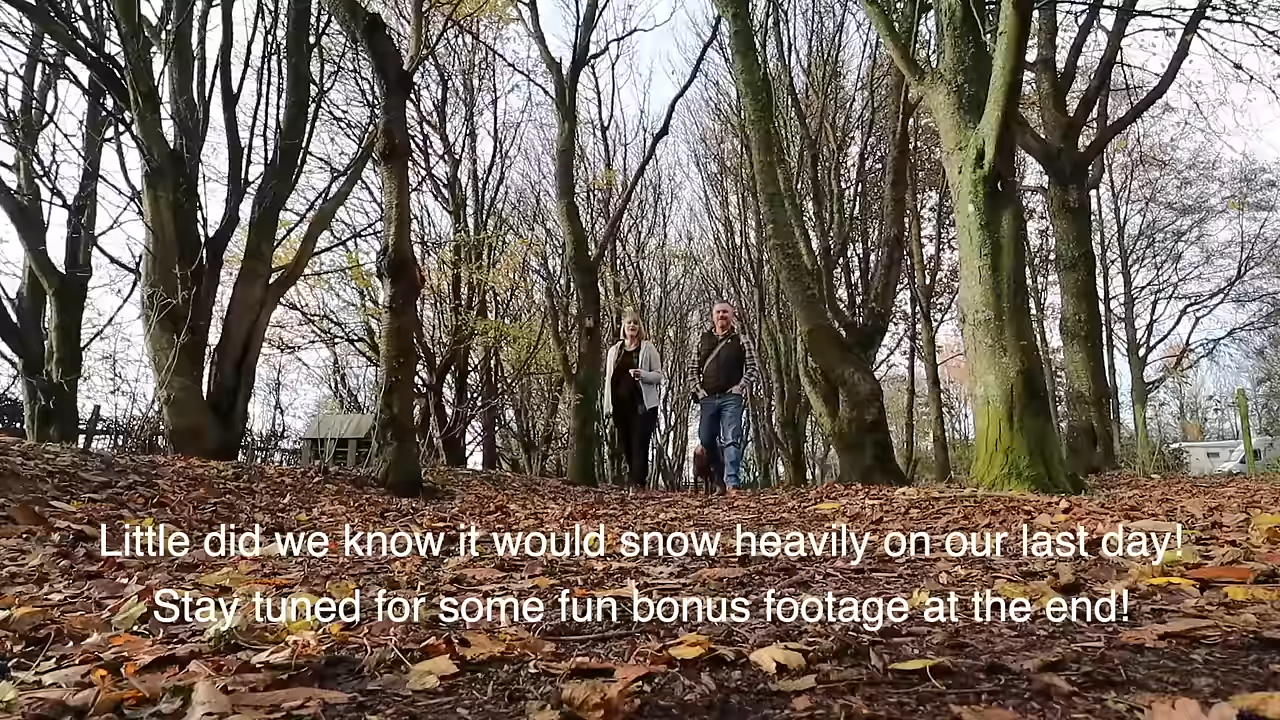 Little did we know it would snow heavily on our last day!
Stay tuned for some fun bonus footage at the end!